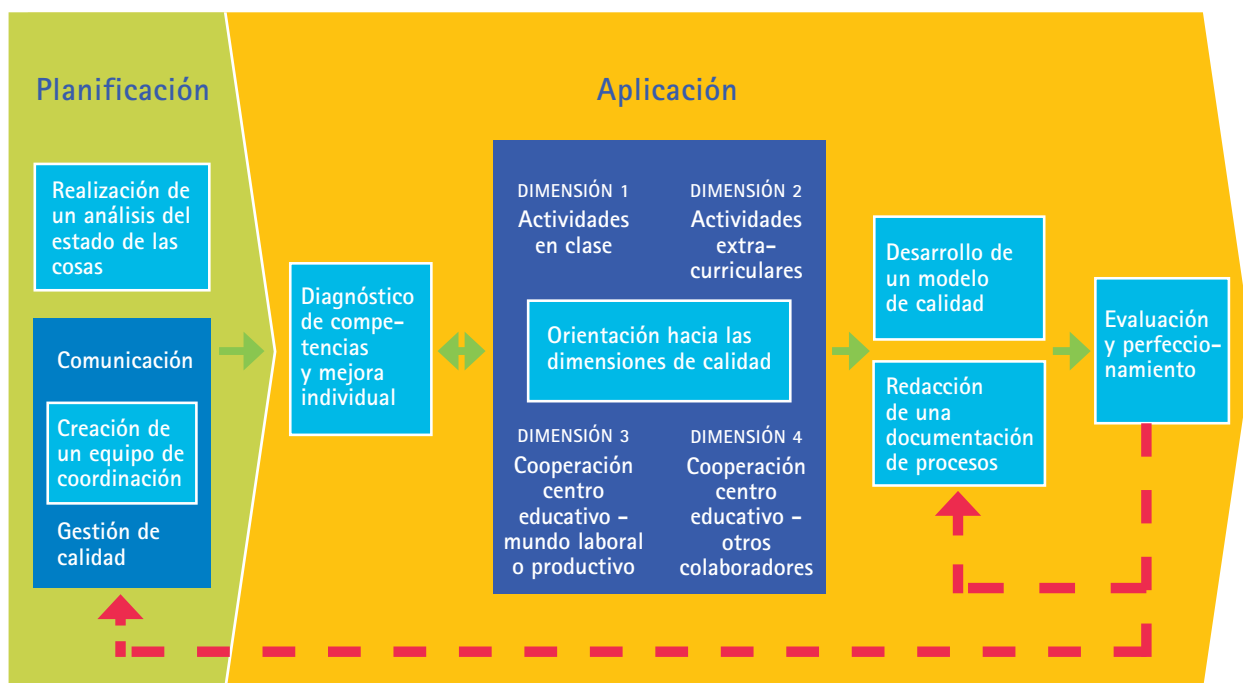 Planificación
Aplicación
Realización de
un análisis del
estado de las
cosas
Comunicación
Creación de
un equipo de
coordinación
Gestión de
calidad
Diagnóstico
de compe-
tencias
y mejora
individual
DIMENSIÓN 1
Actividades
en clase
DIMENSIÓN 2
Actividades
extra-
curriculares
Orientación hacia las
dimensiones de calidad
DIMENSIÓN 3
Cooperación
centro
educativo –
mundo laboral
o productivo
DIMENSIÓN 4
Cooperación
centro
educativo –
otros
colaboradores
Desarrollo de
un modelo
de calidad
Redacción
de una
documentación
de procesos
Evaluación
y perfeccio-
namiento